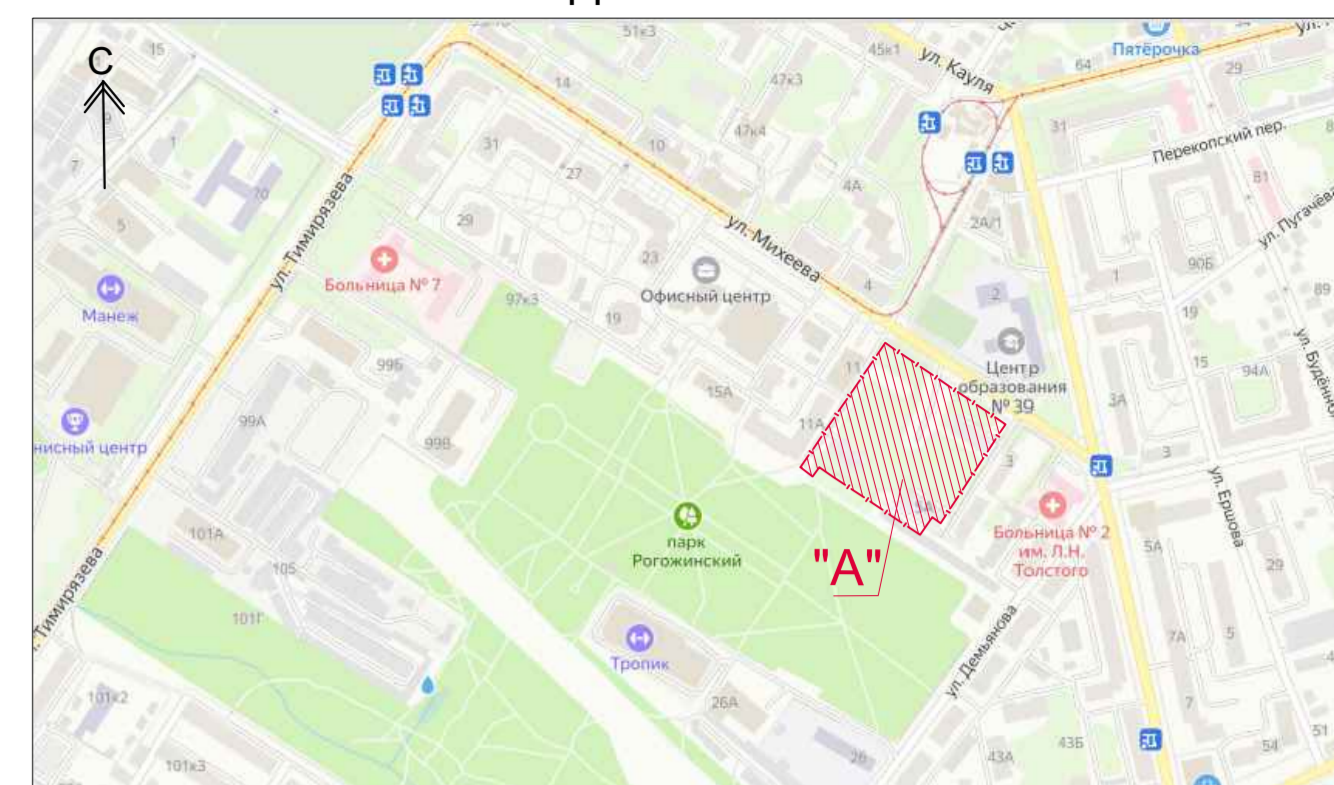 С
15
51к3
45к1
ул. Кауля
64
Пятёрочка
29
9
1
7
5
70
31
14
47к3
47к4
10
27
29
4А
31
Перекопский пер.
81
ул. Пугачёва
2А/1
90Б
89
ул. Тимирязева
ул. Михеева
Больница № 7
97к3
23
Офисный центр
19
4
2
1
19
Манеж
99Б
99А
99В
15А
11
11А
Центр
образования
№ 39
3А
15
94А
3
3
ул. Ершова
парк
Рогожинский
5А
Больница № 2
им. Л.Н.
Толстого
5А
29
"А"
101А
105
101Г
Тропик
26А
26
ул. Демьянова
7А
5
7
101к2
101к3
43А
43Б
54
51